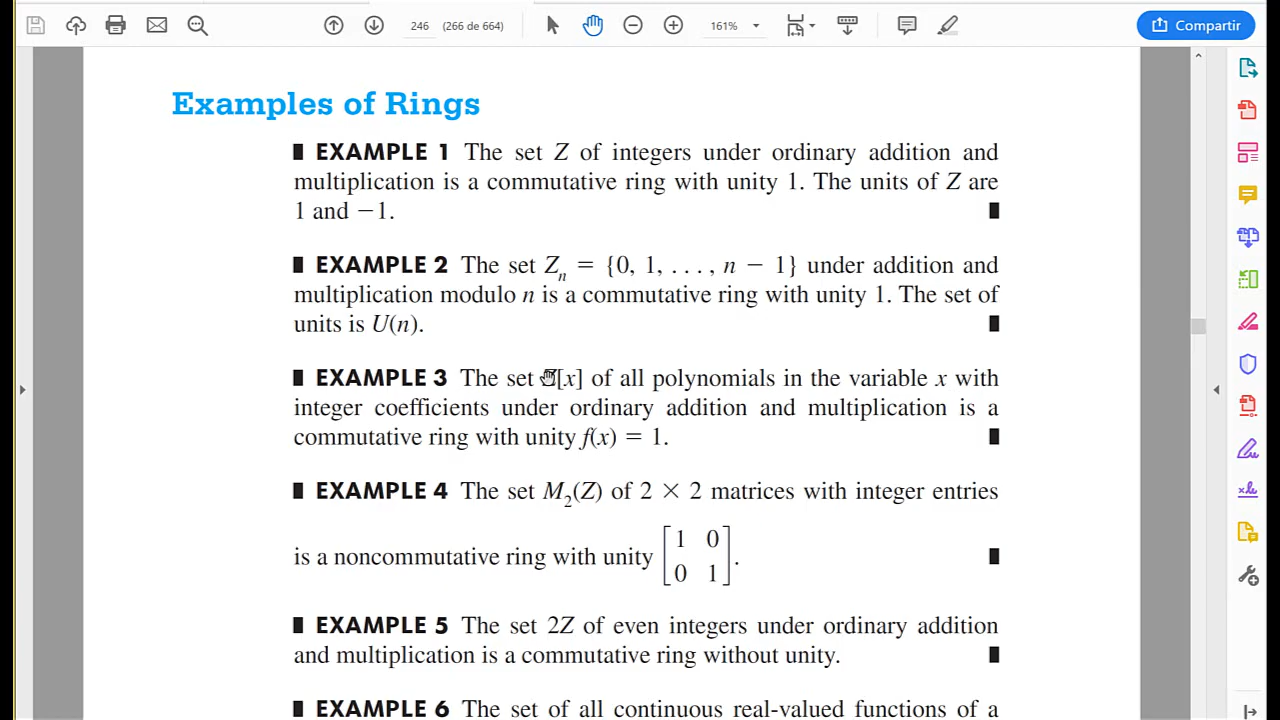 246 (266 de 664) 161% Compartir
Examples of Rings
EXAMPLE 1 The set Z of integers under ordinary addition and
multiplication is a commutative ring with unity 1. The units of Z are
1 and −1.
EXAMPLE 2 The set Zₙ = {0, 1, . . . , n − 1} under addition and
multiplication modulo n is a commutative ring with unity 1. The set of
units is U(n).
EXAMPLE 3 The set [x] of all polynomials in the variable x with
integer coefficients under ordinary addition and multiplication is a
commutative ring with unity f(x) = 1.
EXAMPLE 4 The set M₂(Z) of 2 × 2 matrices with integer entries
is a noncommutative ring with unity [1 0
0 1].
EXAMPLE 5 The set 2Z of even integers under ordinary addition
and multiplication is a commutative ring without unity.
EXAMPLE 6 The set of all continuous real-valued functions of a